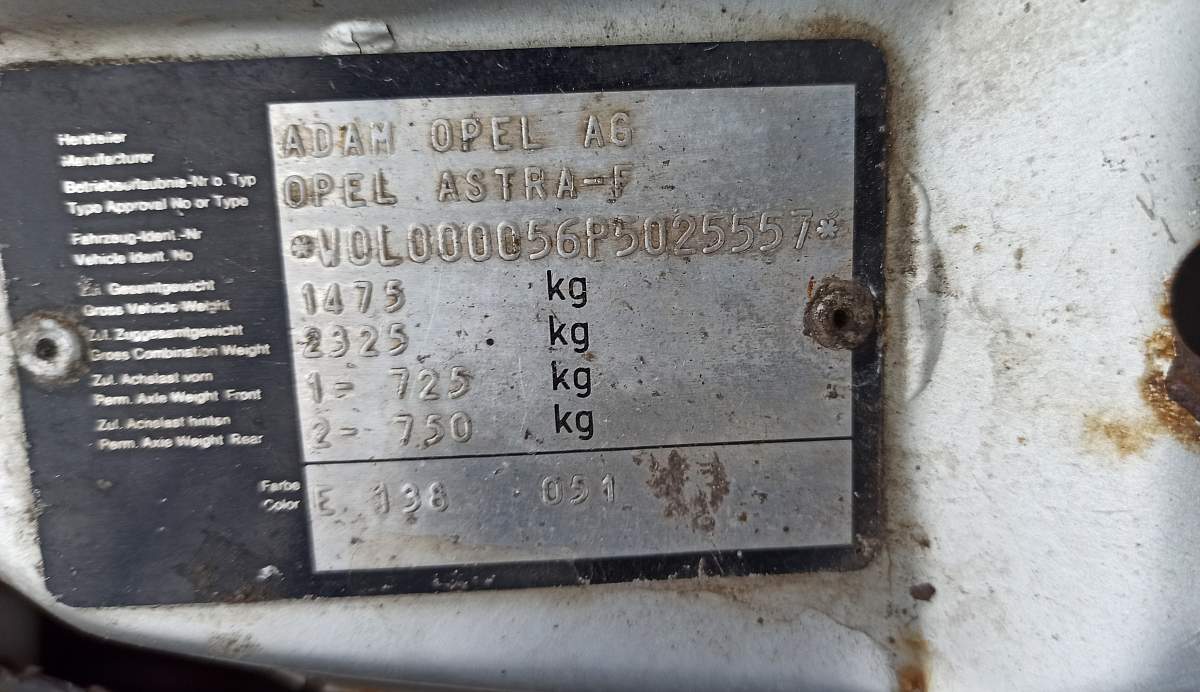 Hersteller
Manufacturer
ADAM OPEL AG
Betriebserlaubnis-Nr o. Typ
Type Approval No or Type
OPEL ASTRA-F
Fahrzeug-Ident.-Nr
Vehicle Ident. No
*W0L000056P5025557*
Zul. Gesamtgewicht
Gross Vehicle Weight
1475 kg
Zul. Zuggesamtgewicht
Gross Combination Weight
2325 kg
Zul. Achslast vorn
Perm. Axle Weight Front
1- 725 kg
Zul. Achslast hinten
Perm. Axle Weight Rear
2- 750 kg
Farbe
Color
E 138 051